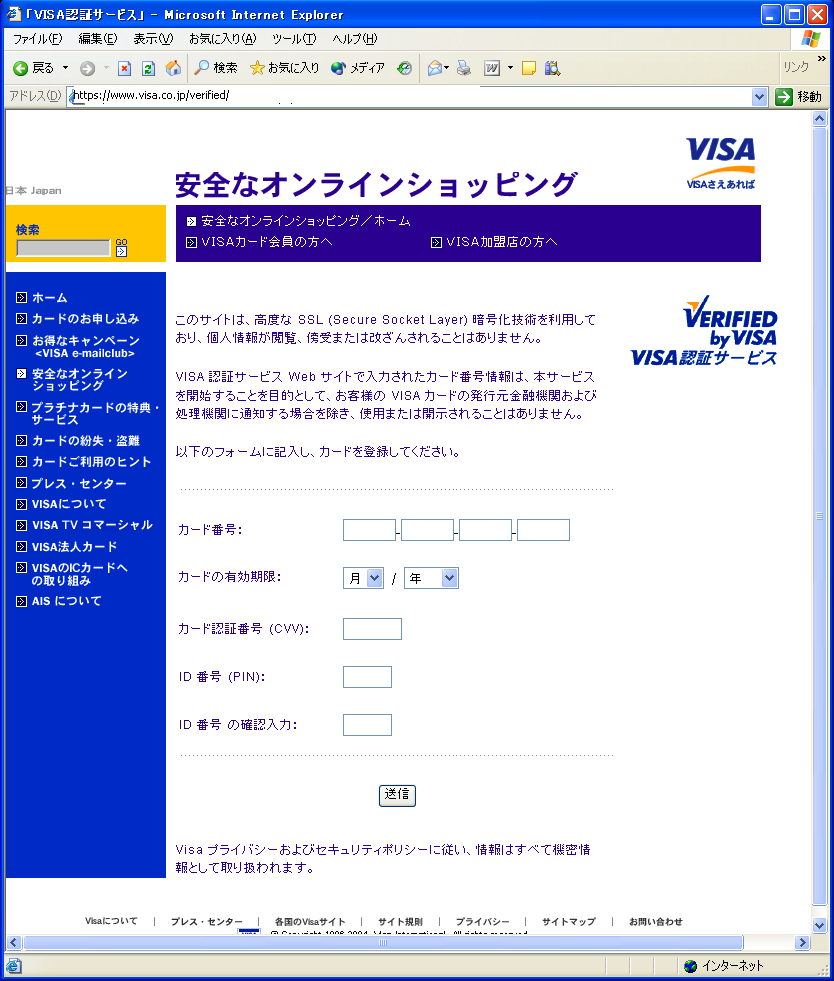 「VISA認証サービス」 - Microsoft Internet Explorer
ファイル(F) 編集(E) 表示(V) お気に入り(A) ツール(T) ヘルプ(H)
戻る 検索 お気に入り メディア リンク
アドレス(D) https://www.visa.co.jp/verified/ 移動
VISA
VISAさえあれば
日本 Japan
安全なオンラインショッピング
検索
GO
安全なオンラインショッピング／ホーム
VISAカード会員の方へ VISA加盟店の方へ
ホーム
カードのお申し込み
お得なキャンペーン
<VISA e-mailclub>
安全なオンライン
ショッピング
プラチナカードの特典・
サービス
カードの紛失・盗難
カードご利用のヒント
プレス・センター
VISAについて
VISA TV コマーシャル
VISA法人カード
VISAのICカードへ
の取り組み
AIS について
VERIFIED
by VISA
VISA認証サービス
このサイトは、高度な SSL (Secure Socket Layer) 暗号化技術を利用して
おり、個人情報が閲覧、傍受または改ざんされることはありません。
VISA 認証サービス Web サイトで入力されたカード番号情報は、本サービス
を開始することを目的として、お客様の VISA カードの発行元金融機関および
処理機関に通知する場合を除き、使用または開示されることはありません。
以下のフォームに記入し、カードを登録してください。
カード番号:
- - -
カードの有効期限:
月 / 年
カード認証番号 (CVV):
ID 番号 (PIN):
ID 番号 の確認入力:
送信
Visa プライバシーおよびセキュリティポリシーに従い、情報はすべて機密情
報として取り扱われます。
Visaについて | プレス・センター | 各国のVisaサイト | サイト規則 | プライバシー | サイトマップ | お問い合わせ
インターネット